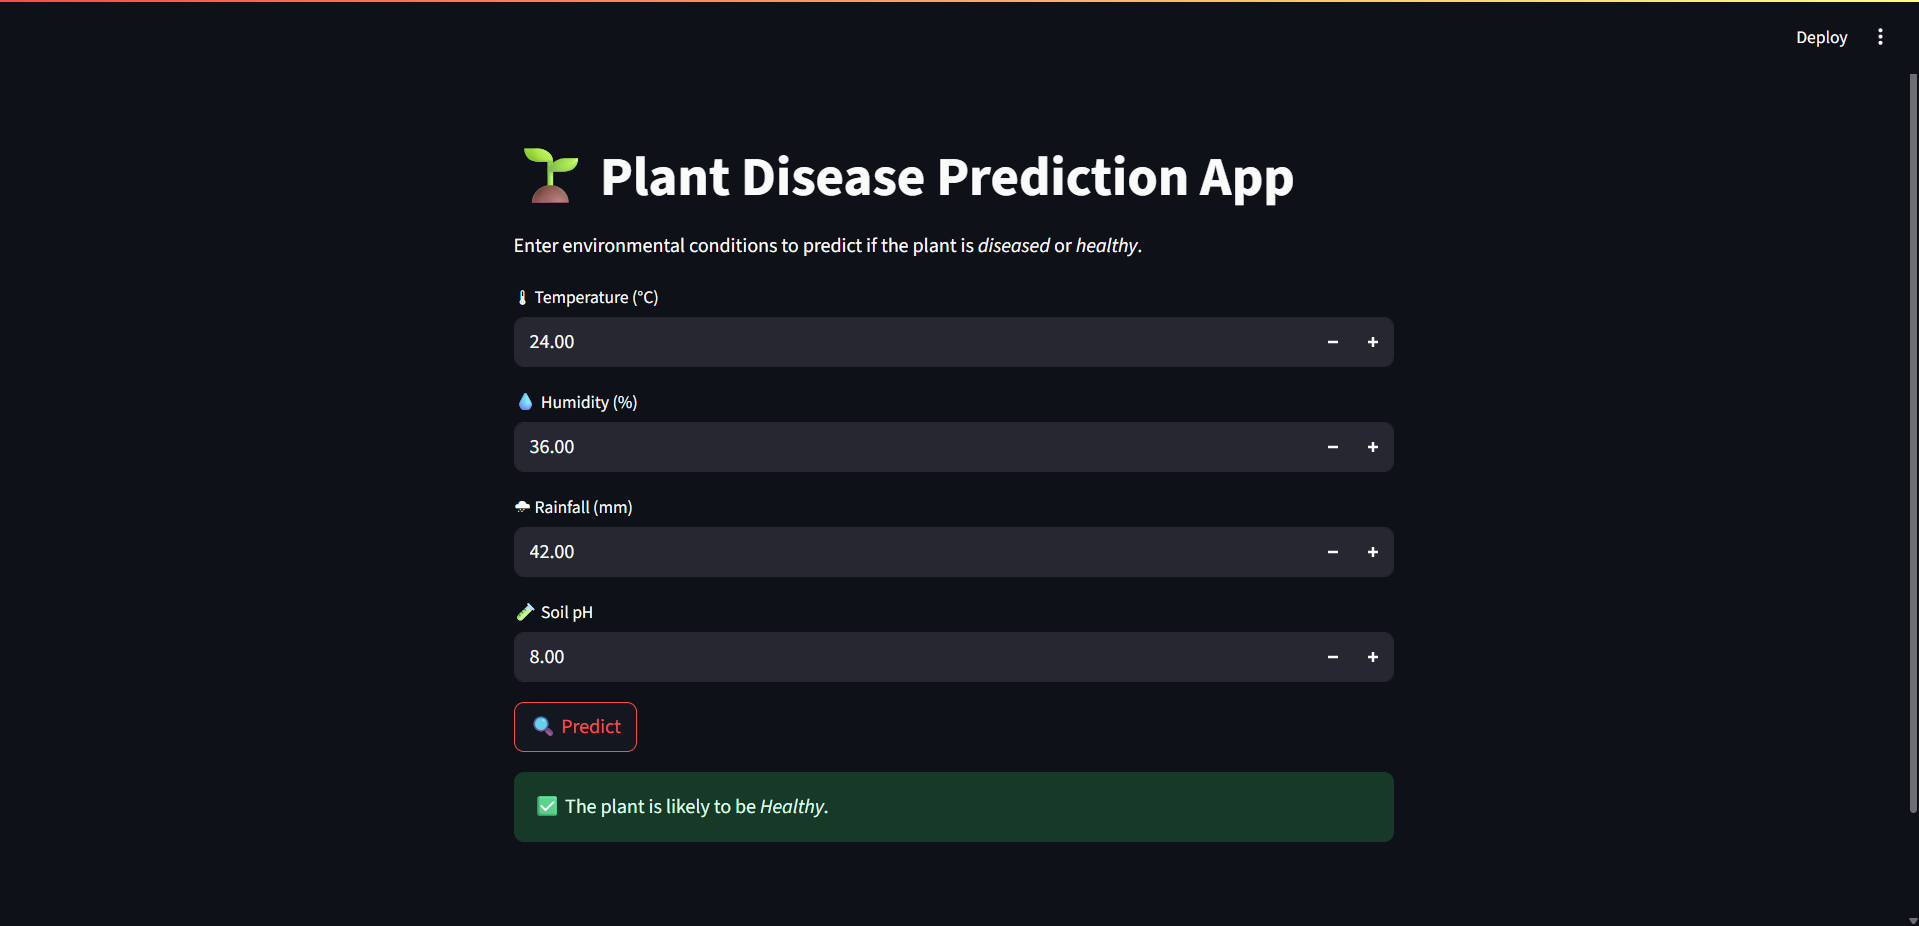 Deploy
Plant Disease Prediction App
Enter environmental conditions to predict if the plant is diseased or healthy.
Temperature (°C)
24.00
Humidity (%)
36.00
Rainfall (mm)
42.00
Soil pH
8.00
Predict
The plant is likely to be Healthy.